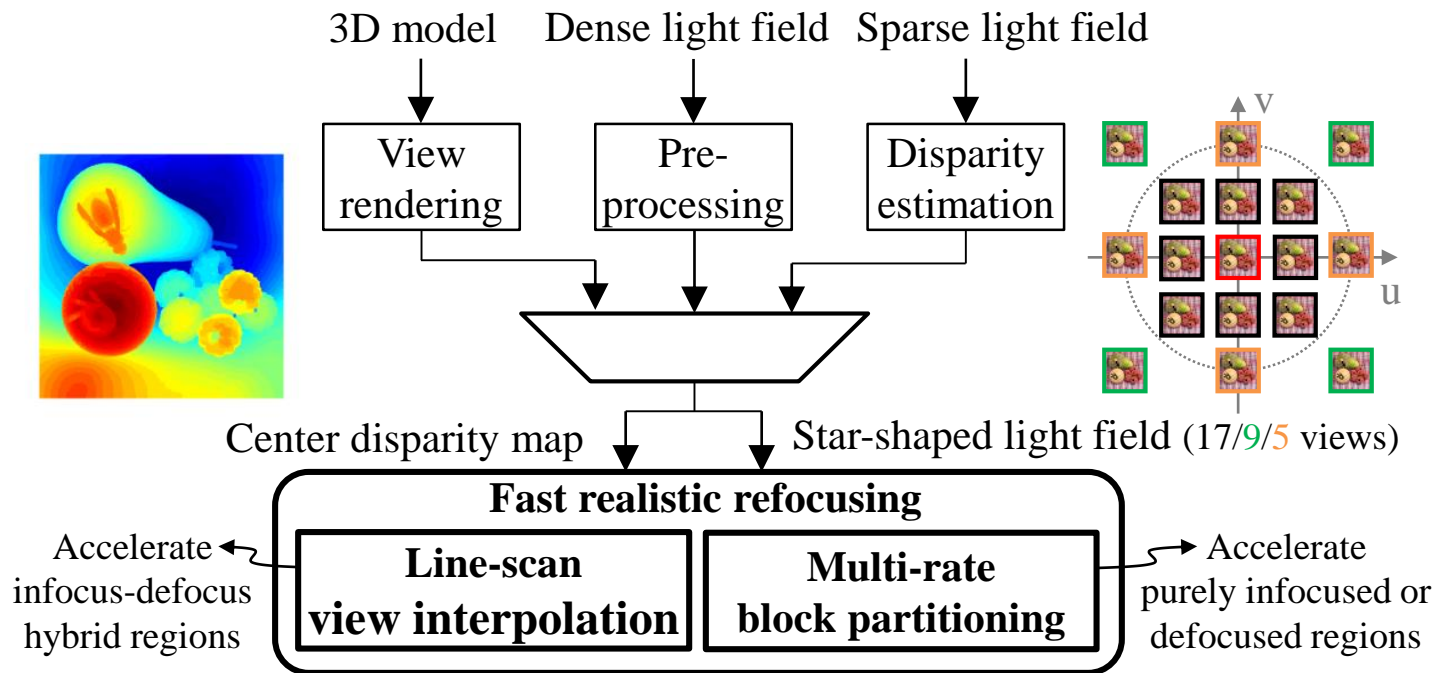 3D model
Dense light field
Sparse light field
View
rendering
Pre-
processing
Disparity
estimation
v
u
Center disparity map
Star-shaped light field (17/9/5 views)
Fast realistic refocusing
Line-scan
view interpolation
Multi-rate
block partitioning
Accelerate
infocus-defocus
hybrid regions
Accelerate
purely infocused or
defocused regions